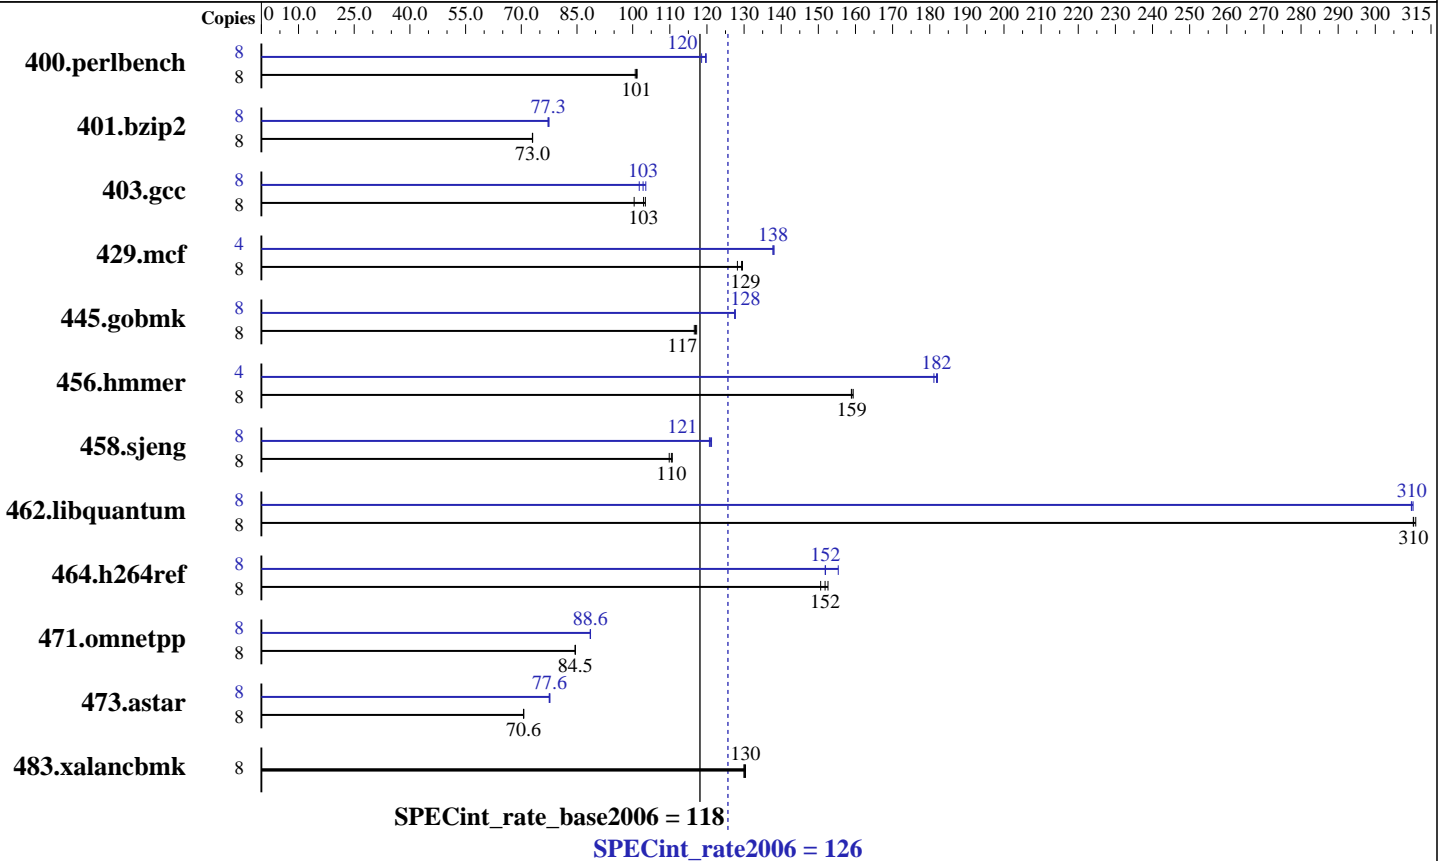 Copies 0 10.0 25.0 40.0 55.0 70.0 85.0 100 110 120 130 140 150 160 170 180 190 200 210 220 230 240 250 260 270 280 290 300 315
400.perlbench 8 120
8 101
401.bzip2 8 77.3
8 73.0
403.gcc 8 103
8 103
429.mcf 4 138
8 129
445.gobmk 8 128
8 117
456.hmmer 4 182
8 159
458.sjeng 8 121
8 110
462.libquantum 8 310
8 310
464.h264ref 8 152
8 152
471.omnetpp 8 88.6
8 84.5
473.astar 8 77.6
8 70.6
483.xalancbmk 8 130
SPECint_rate_base2006 = 118
SPECint_rate2006 = 126